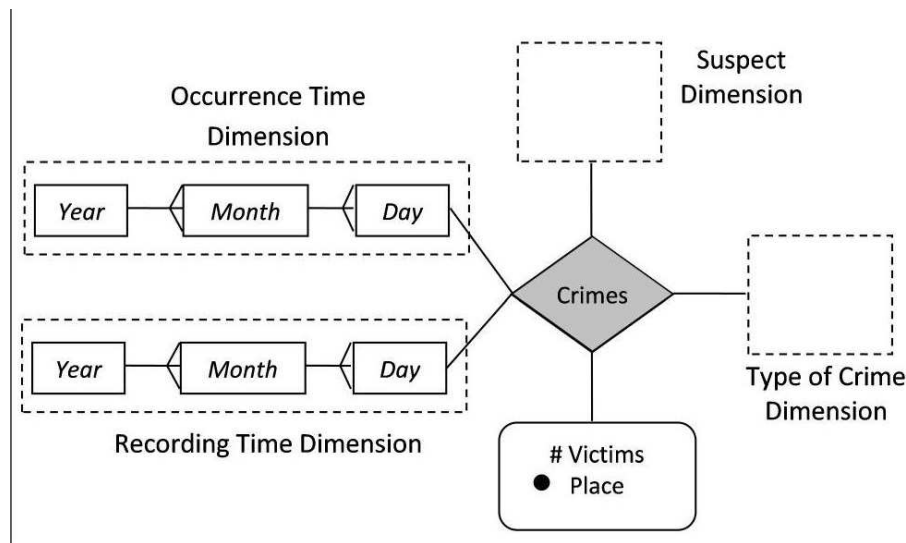 Suspect
Dimension
Occurrence Time
Dimension
Year
Month
Day
Crimes
Year
Month
Day
Type of Crime
Dimension
Recording Time Dimension
# Victims
● Place